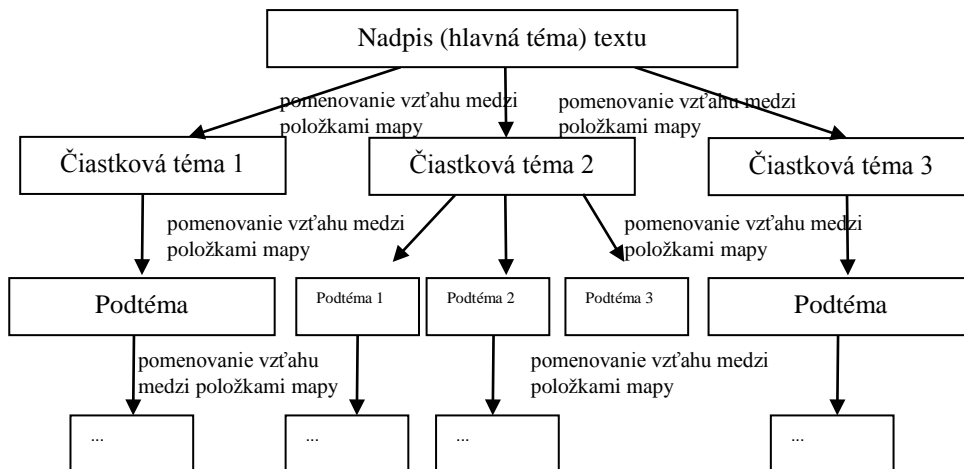 Nadpis (hlavná téma) textu
pomenovanie vzťahu medzi
položkami mapy
pomenovanie vzťahu medzi
položkami mapy
Čiastková téma 1
Čiastková téma 2
Čiastková téma 3
pomenovanie vzťahu medzi
položkami mapy
pomenovanie vzťahu medzi
položkami mapy
Podtéma
Podtéma 1
Podtéma 2
Podtéma 3
Podtéma
pomenovanie vzťahu
medzi položkami mapy
pomenovanie vzťahu medzi
položkami mapy
...
...
...
...